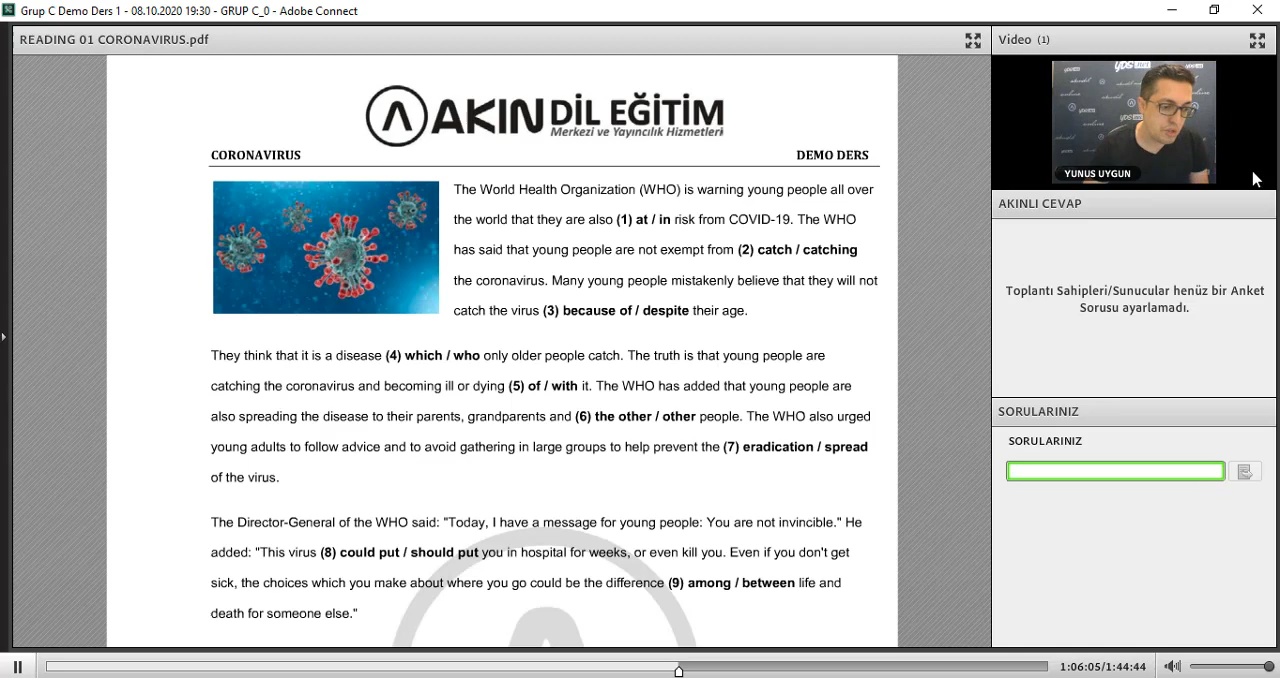 Grup C Demo Ders 1 - 08.10.2020 19:30 - GRUP C_0 - Adobe Connect
READING 01 CORONAVIRUS.pdf
AKIN DİL EĞİTİM
Merkezi ve Yayıncılık Hizmetleri
CORONAVIRUS DEMO DERS
The World Health Organization (WHO) is warning young people all over
the world that they are also (1) at / in risk from COVID-19. The WHO
has said that young people are not exempt from (2) catch / catching
the coronavirus. Many young people mistakenly believe that they will not
catch the virus (3) because of / despite their age.
They think that it is a disease (4) which / who only older people catch. The truth is that young people are
catching the coronavirus and becoming ill or dying (5) of / with it. The WHO has added that young people are
also spreading the disease to their parents, grandparents and (6) the other / other people. The WHO also urged
young adults to follow advice and to avoid gathering in large groups to help prevent the (7) eradication / spread
of the virus.
The Director-General of the WHO said: "Today, I have a message for young people: You are not invincible." He
added: "This virus (8) could put / should put you in hospital for weeks, or even kill you. Even if you don't get
sick, the choices which you make about where you go could be the difference (9) among / between life and
death for someone else."
Video (1)
YUNUS UYGUN
AKINLI CEVAP
Toplantı Sahipleri/Sunucular henüz bir Anket
Sorusu ayarlamadı.
SORULARINIZ
SORULARINIZ
1:06:05/1:44:44